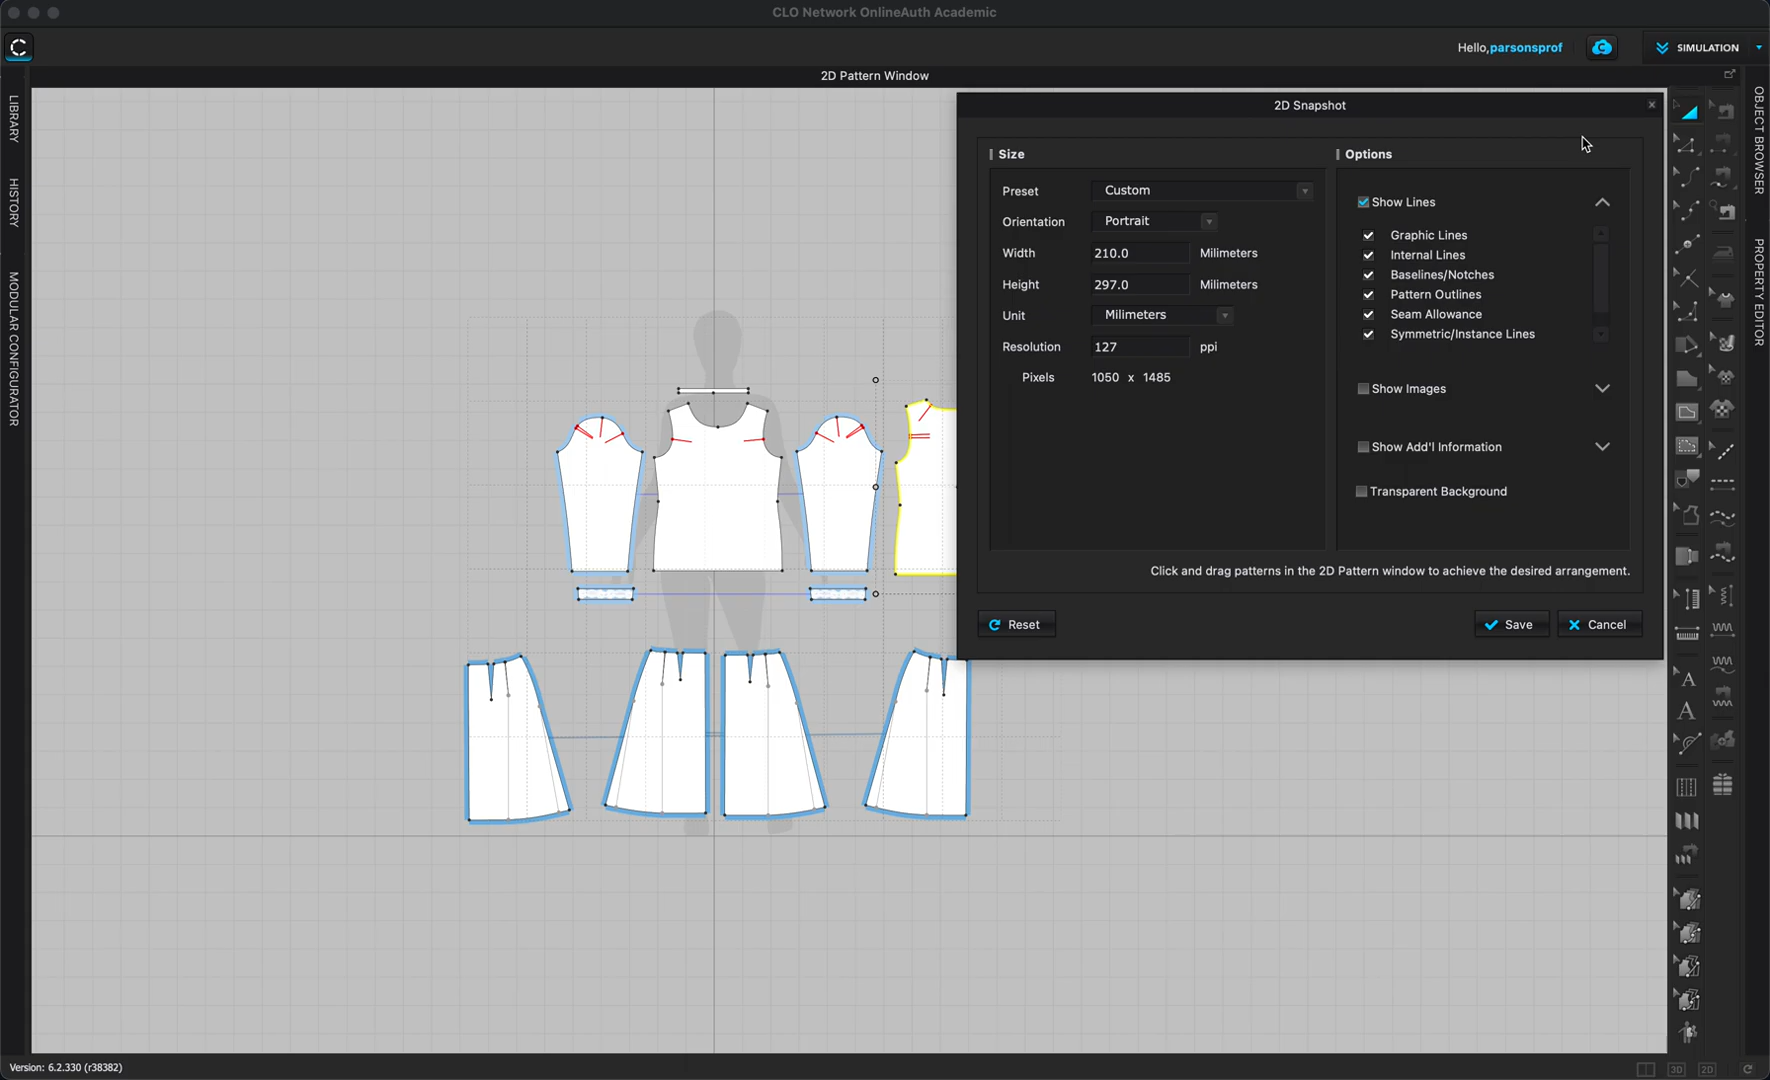 CLO Network OnlineAuth Academic
Hello,parsonsprof
SIMULATION
2D Pattern Window
LIBRARY
HISTORY
MODULAR CONFIGURATOR
OBJECT BROWSER
PROPERTY EDITOR
2D Snapshot
Size
Preset Custom
Orientation Portrait
Width 210.0 Milimeters
Height 297.0 Milimeters
Unit Milimeters
Resolution 127 ppi
Pixels 1050 x 1485
Options
Show Lines
Graphic Lines
Internal Lines
Baselines/Notches
Pattern Outlines
Seam Allowance
Symmetric/Instance Lines
Show Images
Show Add'l Information
Transparent Background
Click and drag patterns in the 2D Pattern window to achieve the desired arrangement.
Reset
Save
Cancel
A
A
Version: 6.2.330 (r38382)
3D
2D